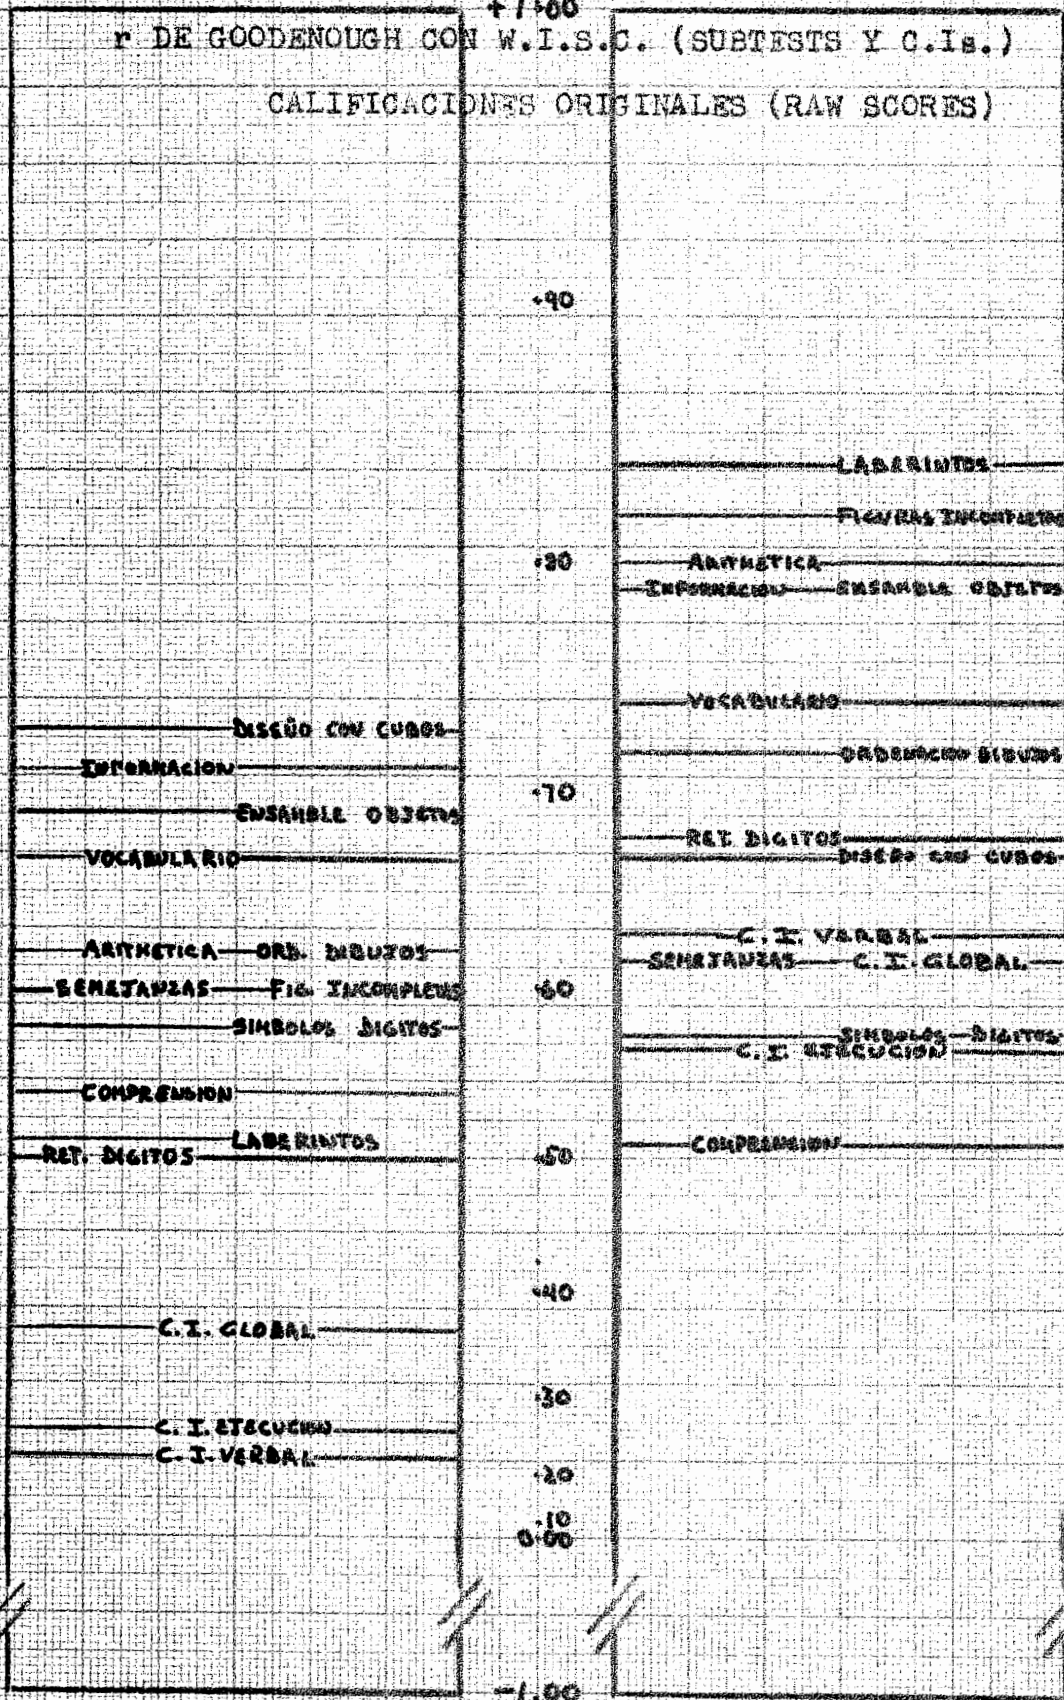 +1.00
r DE GOODENOUGH CON W.I.S.C. (SUBTESTS Y C.Is.)
CALIFICACIONES ORIGINALES (RAW SCORES)
.90
LABERINTOS
FIGURAS INCOMPLETAS
.80
ARITMETICA
INFORMACION ENSAMBLE OBJETOS
VOCABULARIO
DISEÑO CON CUBOS
ORDENACION DIBUJOS
INFORMACION
.70
ENSAMBLE OBJETOS
RET. DIGITOS
VOCABULARIO
DISEÑO CON CUBOS
C.I. VERBAL
ARITMETICA ORD. DIBUJOS
SEMEJANZAS C.I. GLOBAL
SEMEJANZAS FIG. INCOMPLETAS
.60
SIMBOLOS DIGITOS
SIMBOLOS DIGITOS
C.I. EJECUCION
COMPRENSION
LABERINTOS
COMPRENSION
RET. DIGITOS
.50
.40
C.I. GLOBAL
.30
C.I. EJECUCION
C.I. VERBAL
.20
.10
0.00
-1.00